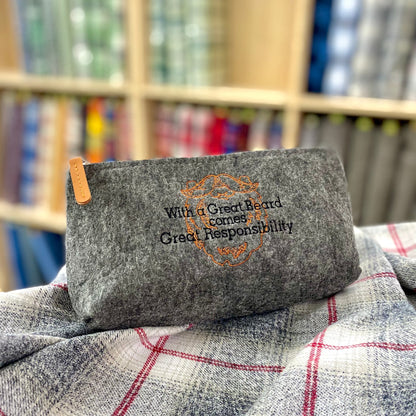 With a Great Beard
comes
Great Responsibility